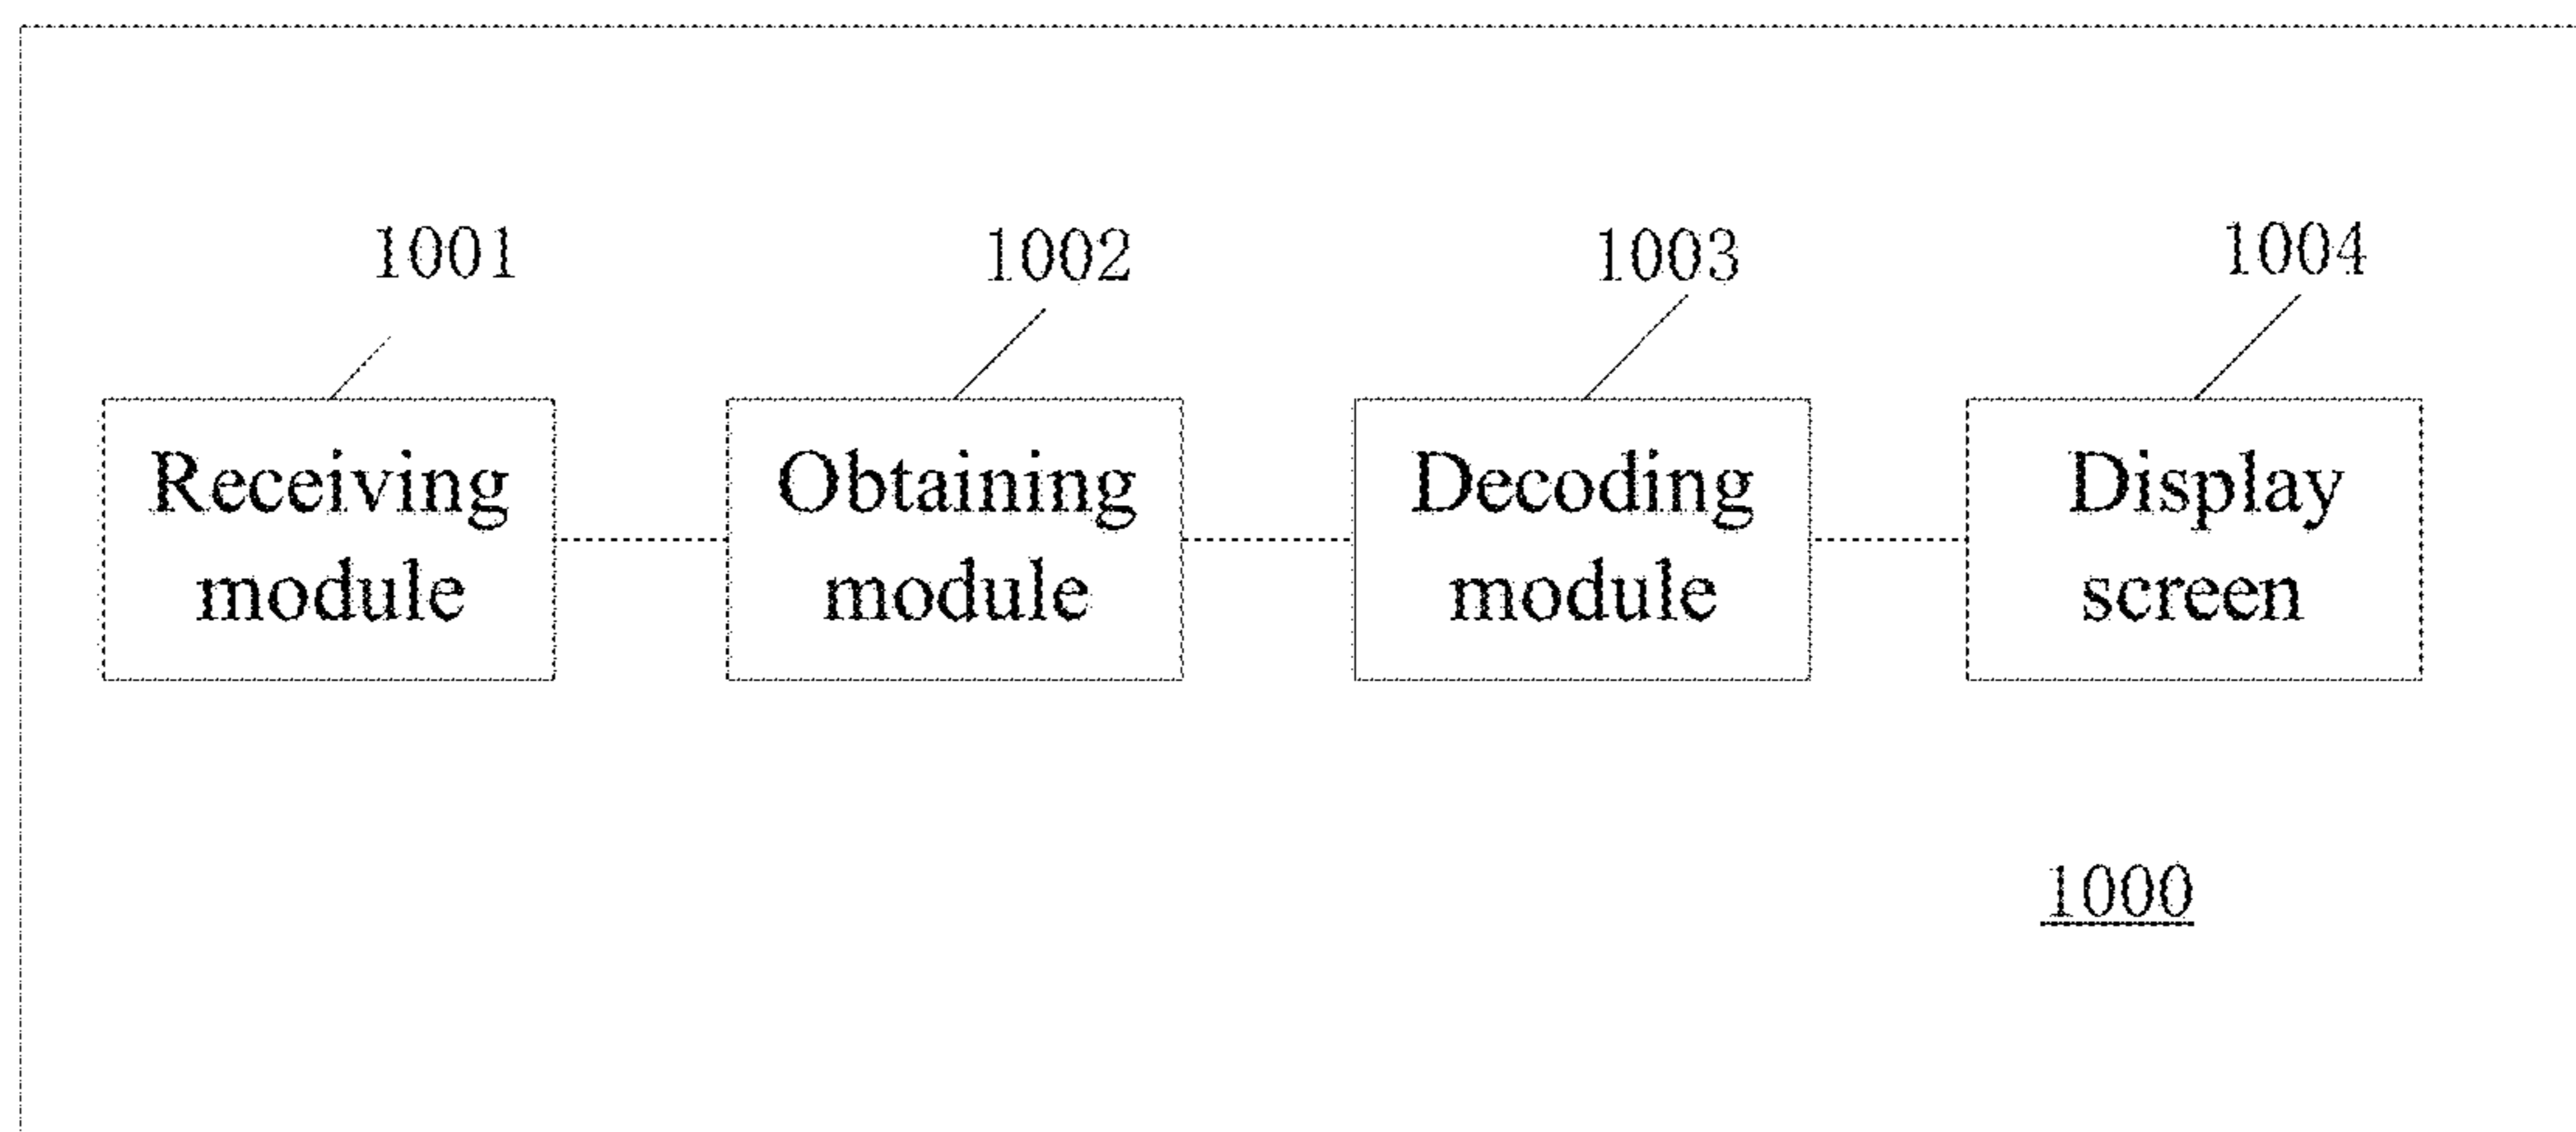 1001
1002
1003
1004
Receiving
module
Obtaining
module
Decoding
module
Display
screen
1000